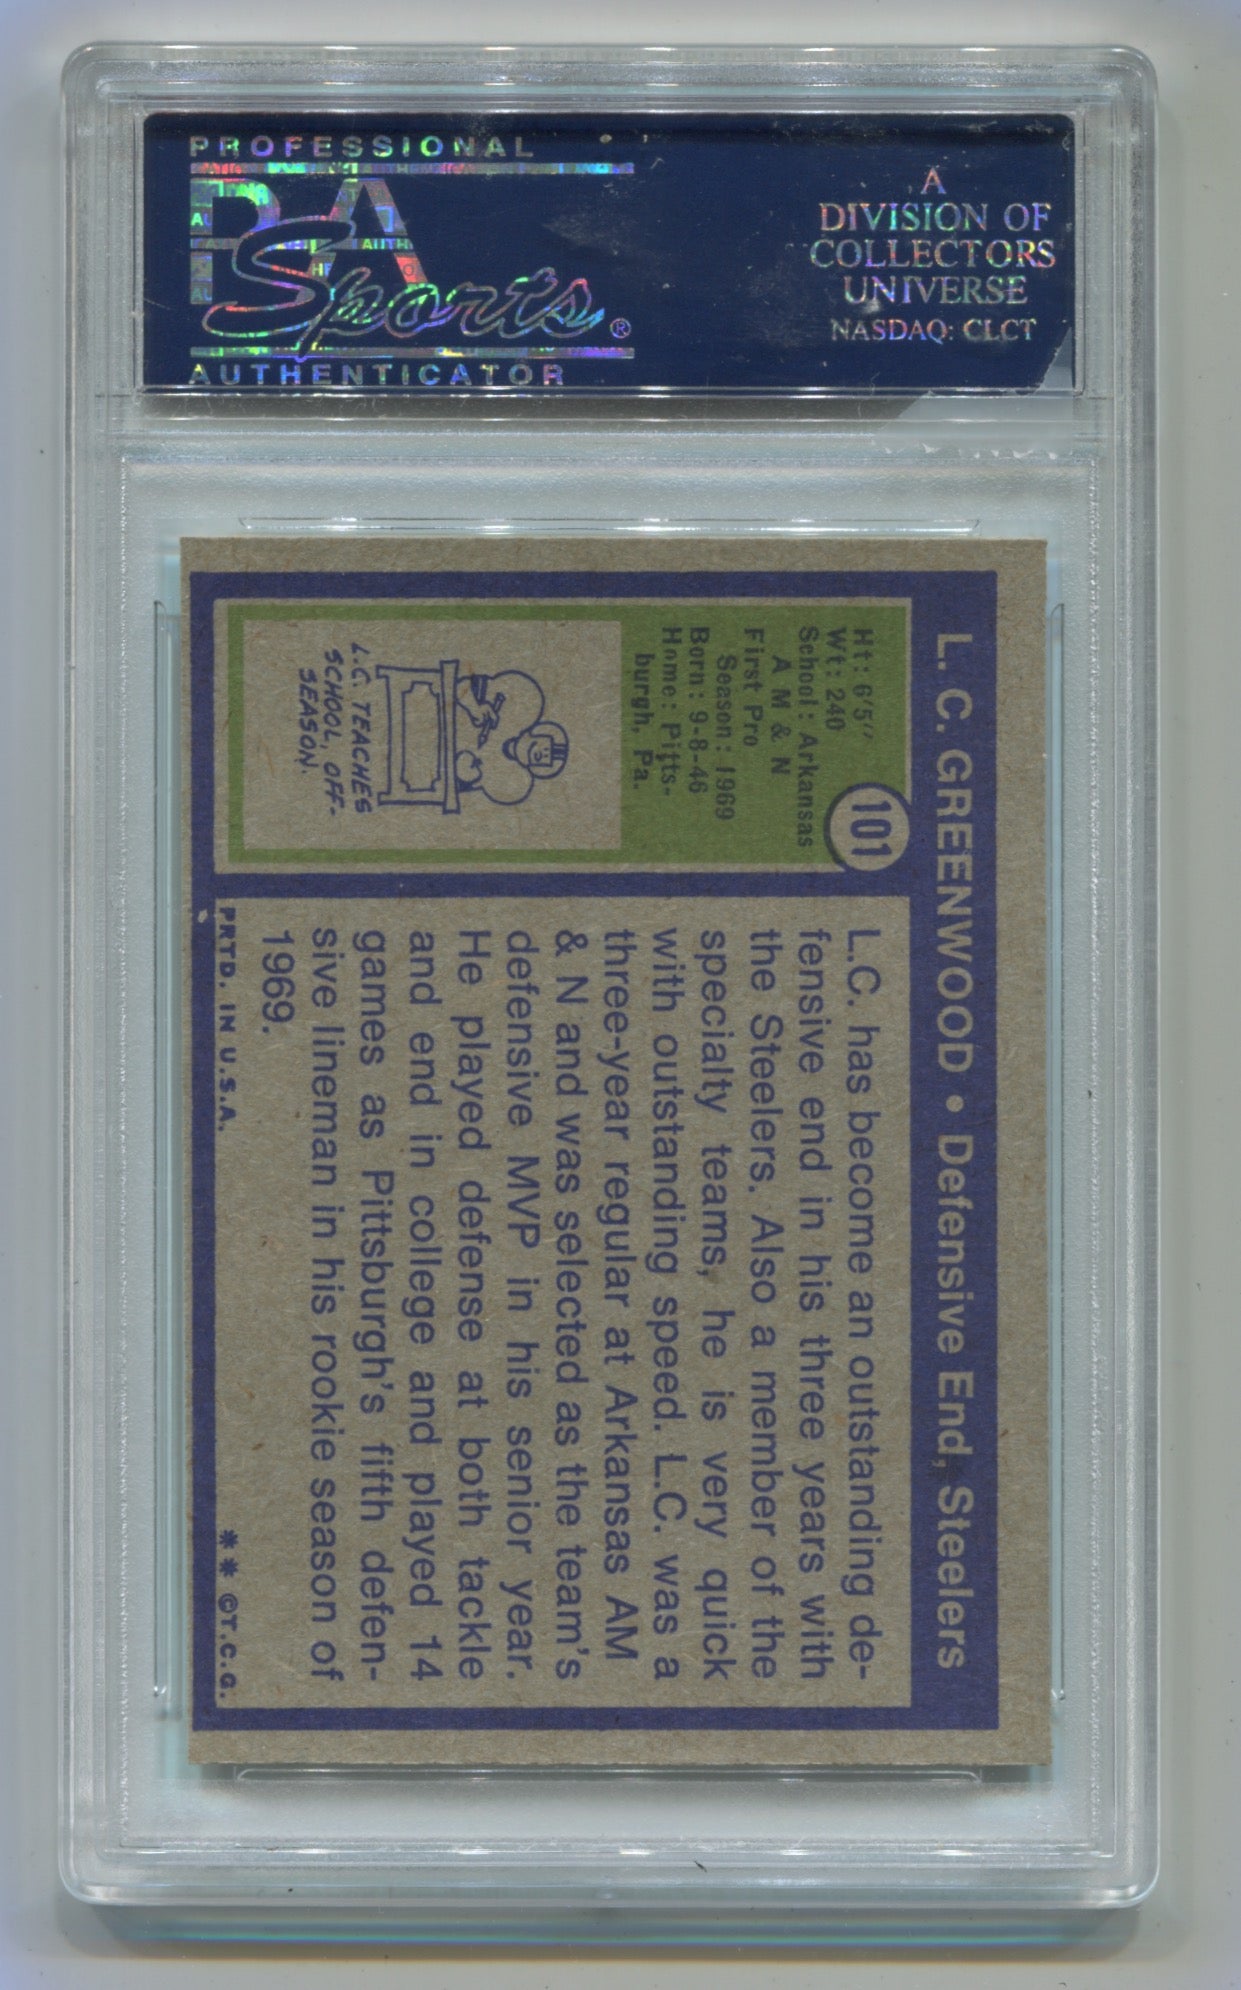 PROFESSIONAL
PSA
Sports®
AUTHENTICATOR
A
DIVISION OF
COLLECTORS
UNIVERSE
NASDAQ: CLCT
L. C. GREENWOOD • Defensive End, Steelers
101
Ht: 6'5"
Wt: 240
School: Arkansas
A M & N
First Pro
Season: 1969
Born: 9-8-46
Home: Pitts-
burgh, Pa.
L.C. TEACHES
SCHOOL, OFF-
SEASON.
L.C. has become an outstanding de-
fensive end in his three years with
the Steelers. Also a member of the
specialty teams, he is very quick
with outstanding speed. L.C. was a
three-year regular at Arkansas AM
& N and was selected as the team's
defensive MVP in his senior year.
He played defense at both tackle
and end in college and played 14
games as Pittsburgh's fifth defen-
sive lineman in his rookie season of
1969.
PRTD. IN U.S.A. ** ©T.C.G.